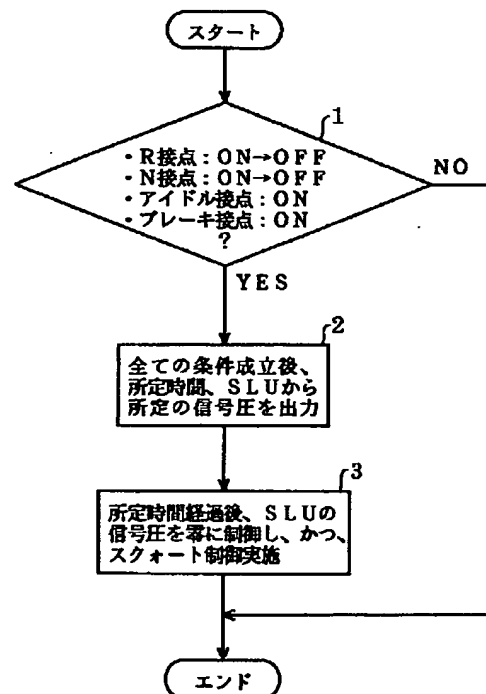 スタート
1
・R接点：ON→OFF
・N接点：ON→OFF
・アイドル接点：ON
・ブレーキ接点：ON
?
NO
YES
2
全ての条件成立後、
所定時間、SLUから
所定の信号圧を出力
3
所定時間経過後、SLUの
信号圧を零に制御し、かつ、
スクォート制御実施
エンド